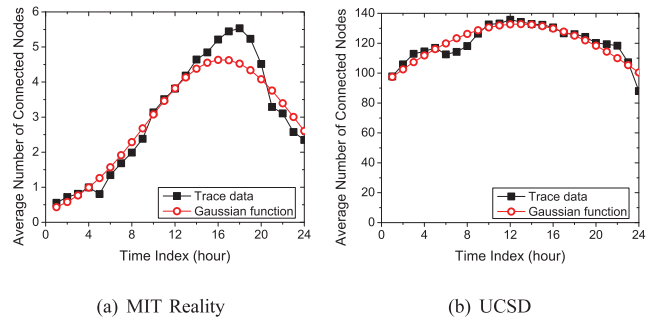 Average Number of Connected Nodes
6
5
4
3
2
1
0
0 4 8 12 16 20 24
Trace data
Gaussian function
Time Index (hour)
(a) MIT Reality
Average Number of Connected Nodes
140
120
100
80
60
40
20
0
0 4 8 12 16 20 24
Trace data
Gaussian function
Time Index (hour)
(b) UCSD